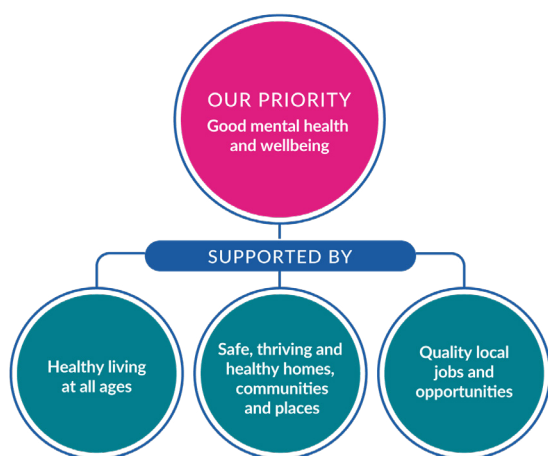 OUR PRIORITY
Good mental health
and wellbeing
SUPPORTED BY
Healthy living
at all ages
Safe, thriving and
healthy homes,
communities
and places
Quality local
jobs and
opportunities